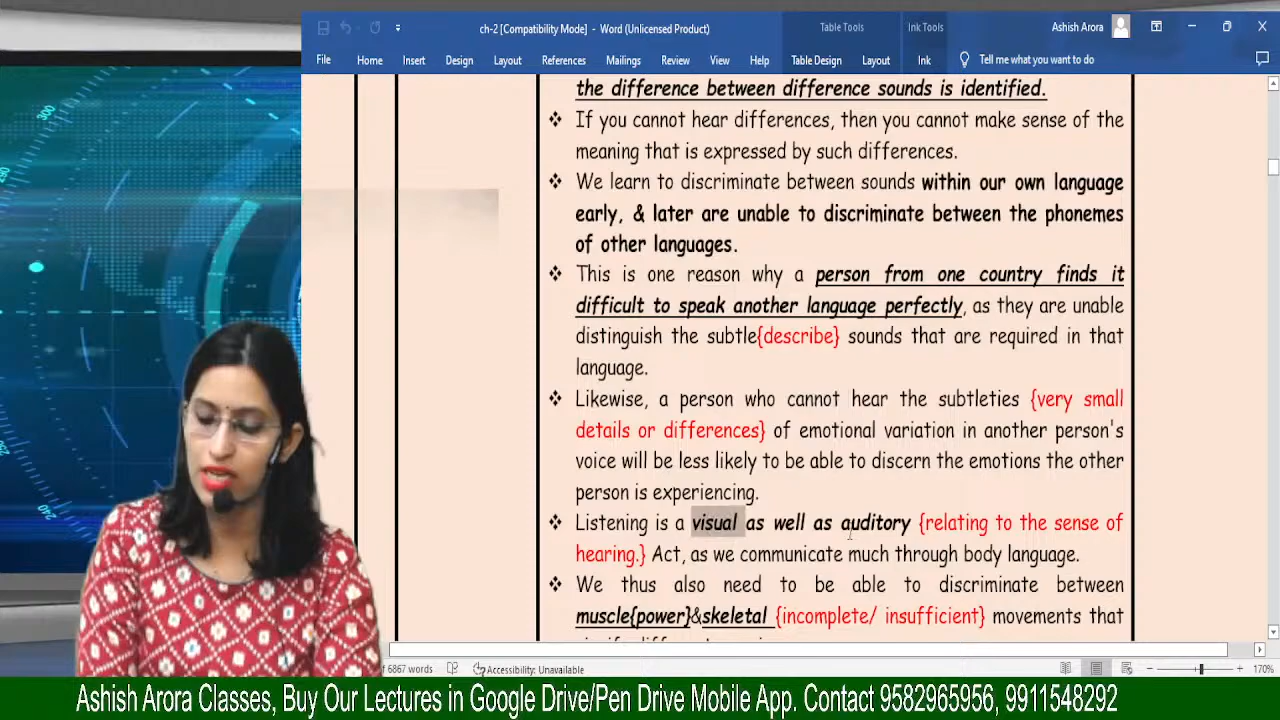 ch-2 [Compatibility Mode] - Word (Unlicensed Product)
Table Tools
Ink Tools
Ashish Arora
File Home Insert Design Layout References Mailings Review View Help Table Design Layout Ink Tell me what you want to do
the difference between difference sounds is identified.
❖ If you cannot hear differences, then you cannot make sense of the
meaning that is expressed by such differences.
❖ We learn to discriminate between sounds within our own language
early, & later are unable to discriminate between the phonemes
of other languages.
❖ This is one reason why a person from one country finds it
difficult to speak another language perfectly, as they are unable
distinguish the subtle{describe} sounds that are required in that
language.
❖ Likewise, a person who cannot hear the subtleties {very small
details or differences} of emotional variation in another person's
voice will be less likely to be able to discern the emotions the other
person is experiencing.
❖ Listening is a visual as well as auditory {relating to the sense of
hearing.} Act, as we communicate much through body language.
❖ We thus also need to be able to discriminate between
muscle{power}&skeletal {incomplete/ insufficient} movements that
of 6867 words
Accessibility: Unavailable
170%
300
240
Ashish Arora Classes, Buy Our Lectures in Google Drive/Pen Drive Mobile App. Contact 9582965956, 9911548292